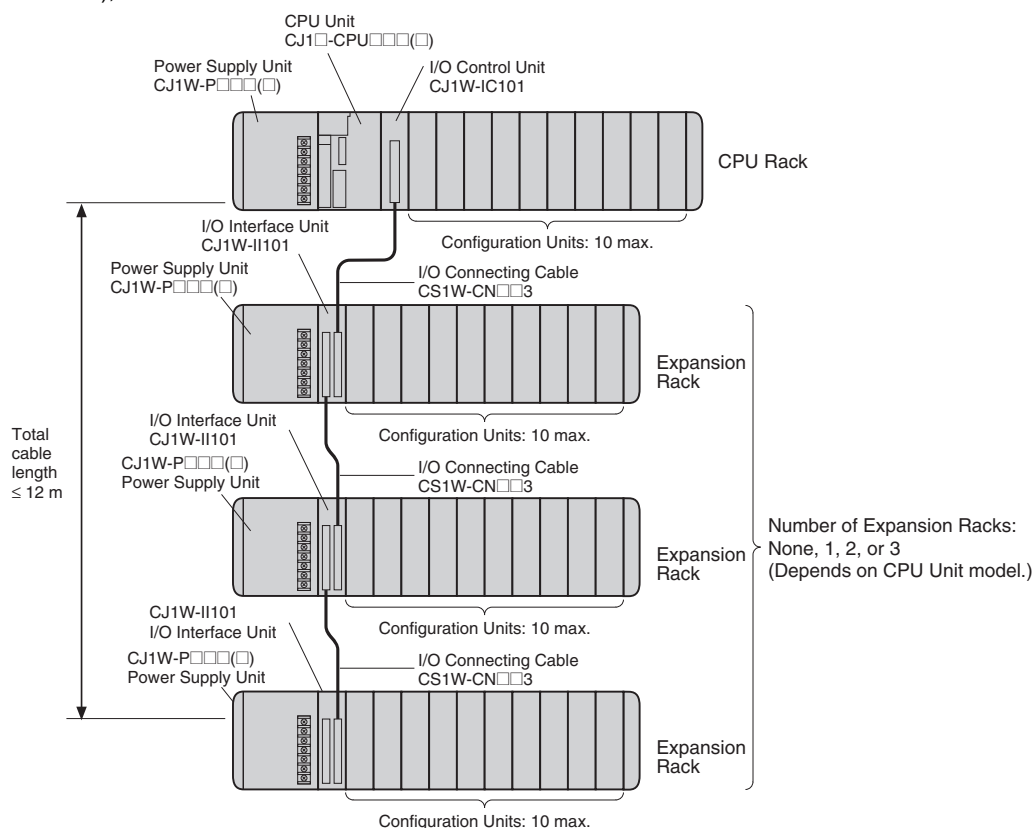 CPU Unit
CJ1□-CPU□□□(□)
Power Supply Unit
CJ1W-P□□□(□)
I/O Control Unit
CJ1W-IC101
CPU Rack
Configuration Units: 10 max.
I/O Interface Unit
CJ1W-II101
Power Supply Unit
CJ1W-P□□□(□)
I/O Connecting Cable
CS1W-CN□□3
Expansion
Rack
Configuration Units: 10 max.
I/O Interface Unit
CJ1W-II101
CJ1W-P□□□(□)
Power Supply Unit
I/O Connecting Cable
CS1W-CN□□3
Total
cable
length
≤ 12 m
Expansion
Rack
Number of Expansion Racks:
None, 1, 2, or 3
(Depends on CPU Unit model.)
Configuration Units: 10 max.
CJ1W-II101
I/O Interface Unit
CJ1W-P□□□(□)
Power Supply Unit
I/O Connecting Cable
CS1W-CN□□3
Expansion
Rack
Configuration Units: 10 max.